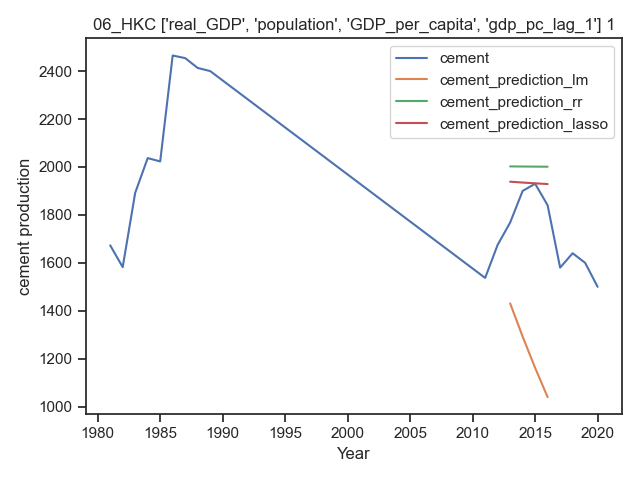 06_HKC ['real_GDP', 'population', 'GDP_per_capita', 'gdp_pc_lag_1'] 1
cement
cement_prediction_lm
cement_prediction_rr
cement_prediction_lasso
2400
2200
2000
1800
1600
1400
1200
1000
cement production
1980 1985 1990 1995 2000 2005 2010 2015 2020
Year